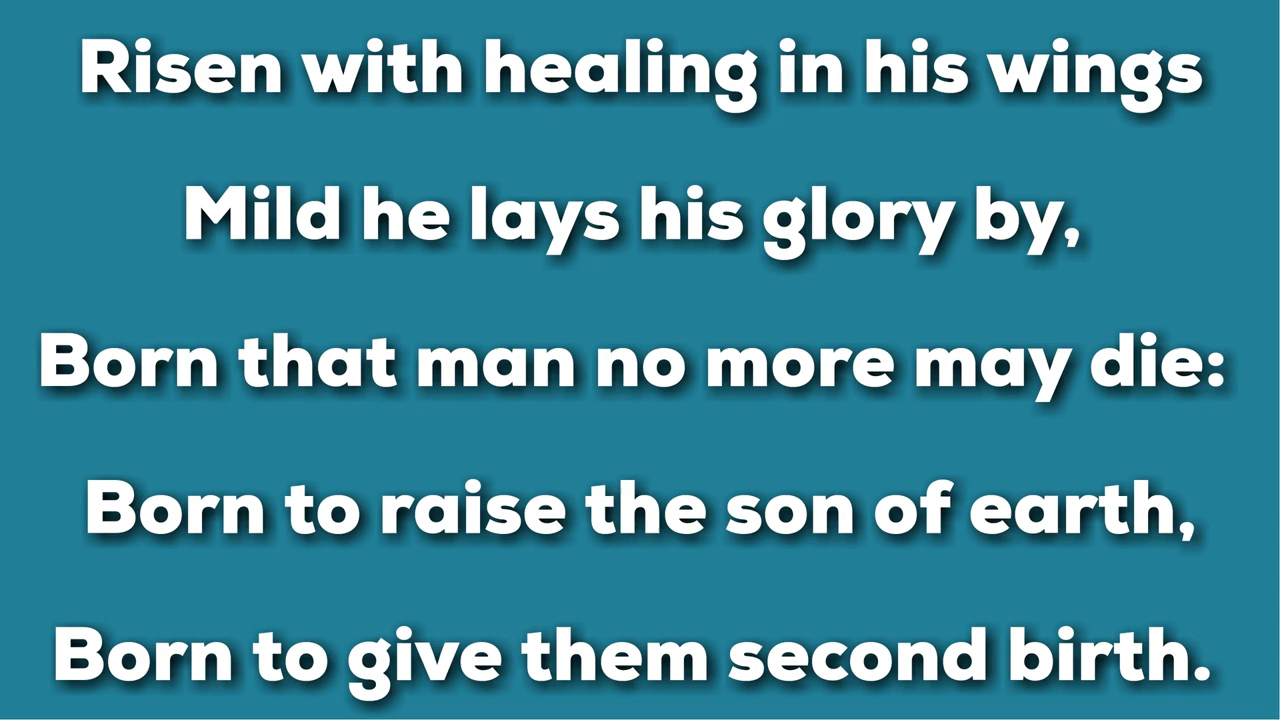 Risen with healing in his wings
Mild he lays his glory by,
Born that man no more may die:
Born to raise the son of earth,
Born to give them second birth.